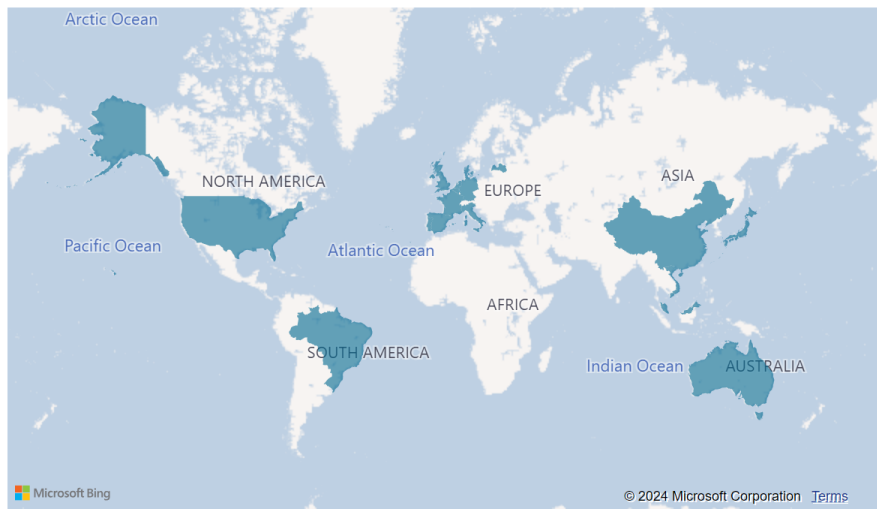 Arctic Ocean
NORTH AMERICA
EUROPE
ASIA
Pacific Ocean
Atlantic Ocean
AFRICA
SOUTH AMERICA
Indian Ocean
AUSTRALIA
Microsoft Bing
© 2024 Microsoft Corporation Terms